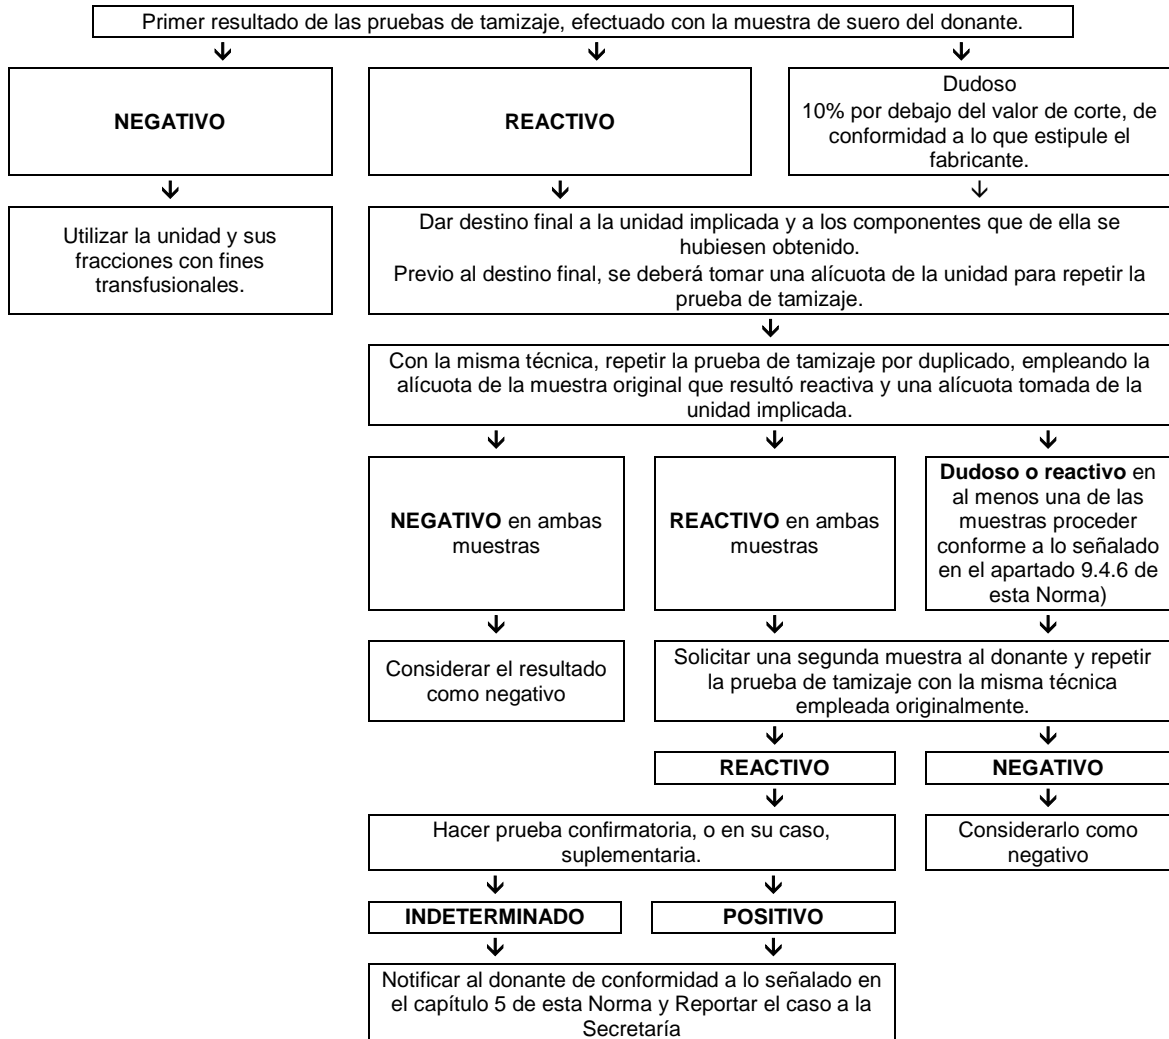 Primer resultado de las pruebas de tamizaje, efectuado con la muestra de suero del donante.
NEGATIVO
REACTIVO
Dudoso
10% por debajo del valor de corte, de
conformidad a lo que estipule el
fabricante.
Utilizar la unidad y sus
fracciones con fines
transfusionales.
Dar destino final a la unidad implicada y a los componentes que de ella se
hubiesen obtenido.
Previo al destino final, se deberá tomar una alícuota de la unidad para repetir la
prueba de tamizaje.
Con la misma técnica, repetir la prueba de tamizaje por duplicado, empleando la
alícuota de la muestra original que resultó reactiva y una alícuota tomada de la
unidad implicada.
NEGATIVO en ambas
muestras
REACTIVO en ambas
muestras
Dudoso o reactivo en
al menos una de las
muestras proceder
conforme a lo señalado
en el apartado 9.4.6 de
esta Norma)
Considerar el resultado
como negativo
Solicitar una segunda muestra al donante y repetir
la prueba de tamizaje con la misma técnica
empleada originalmente.
REACTIVO
NEGATIVO
Hacer prueba confirmatoria, o en su caso,
suplementaria.
Considerarlo como
negativo
INDETERMINADO
POSITIVO
Notificar al donante de conformidad a lo señalado en
el capítulo 5 de esta Norma y Reportar el caso a la
Secretaría